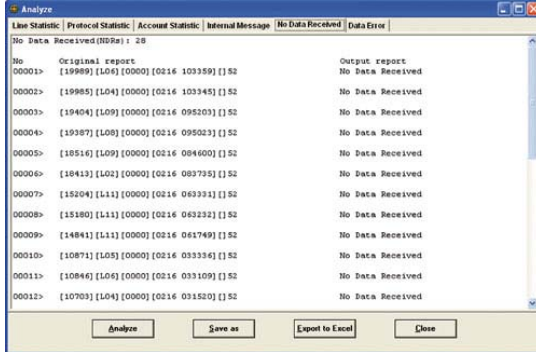 Analyze
Line Statistic Protocol Statistic Account Statistic Internal Message No Data Received Data Error
No Data Received(NDRs): 28
No Original report Output report
00001> [19989][L06][0000][0216 103359][]52 No Data Received
00002> [19985][L04][0000][0216 103345][]52 No Data Received
00003> [19404][L09][0000][0216 095203][]52 No Data Received
00004> [19387][L08][0000][0216 095023][]52 No Data Received
00005> [18516][L09][0000][0216 084600][]52 No Data Received
00006> [18413][L02][0000][0216 083735][]52 No Data Received
00007> [15204][L11][0000][0216 063331][]52 No Data Received
00008> [15180][L11][0000][0216 063232][]52 No Data Received
00009> [14841][L11][0000][0216 061749][]52 No Data Received
00010> [10871][L05][0000][0216 033336][]52 No Data Received
00011> [10846][L06][0000][0216 033109][]52 No Data Received
00012> [10703][L04][0000][0216 031520][]52 No Data Received
Analyze Save as Export to Excel Close